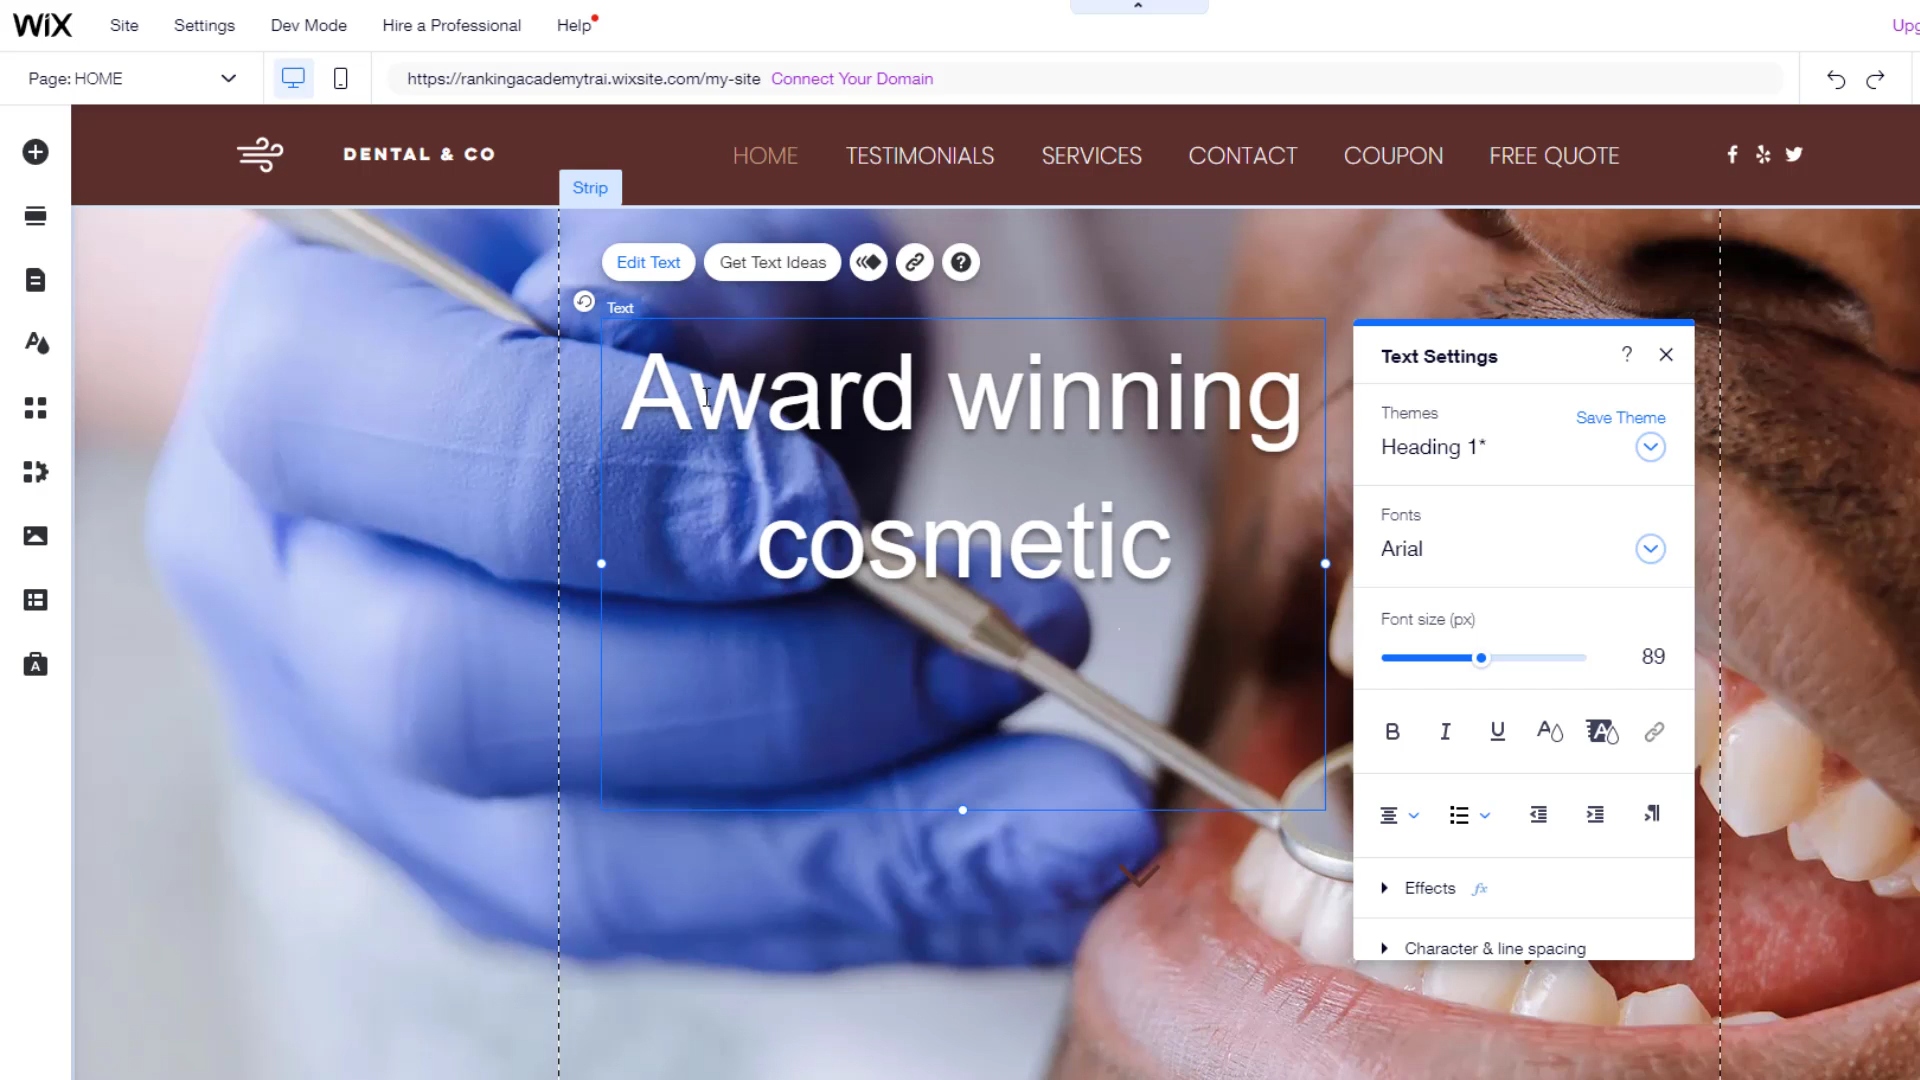 WiX Site Settings Dev Mode Hire a Professional Help
Page: HOME https://rankingacademytrai.wixsite.com/my-site Connect Your Domain
DENTAL & CO HOME TESTIMONIALS SERVICES CONTACT COUPON FREE QUOTE
Strip
Edit Text Get Text Ideas
Text
Award winning
cosmetic
Text Settings ?
Themes Save Theme
Heading 1*
Fonts
Arial
Font size (px)
89
B I U
Effects fx
Character & line spacing